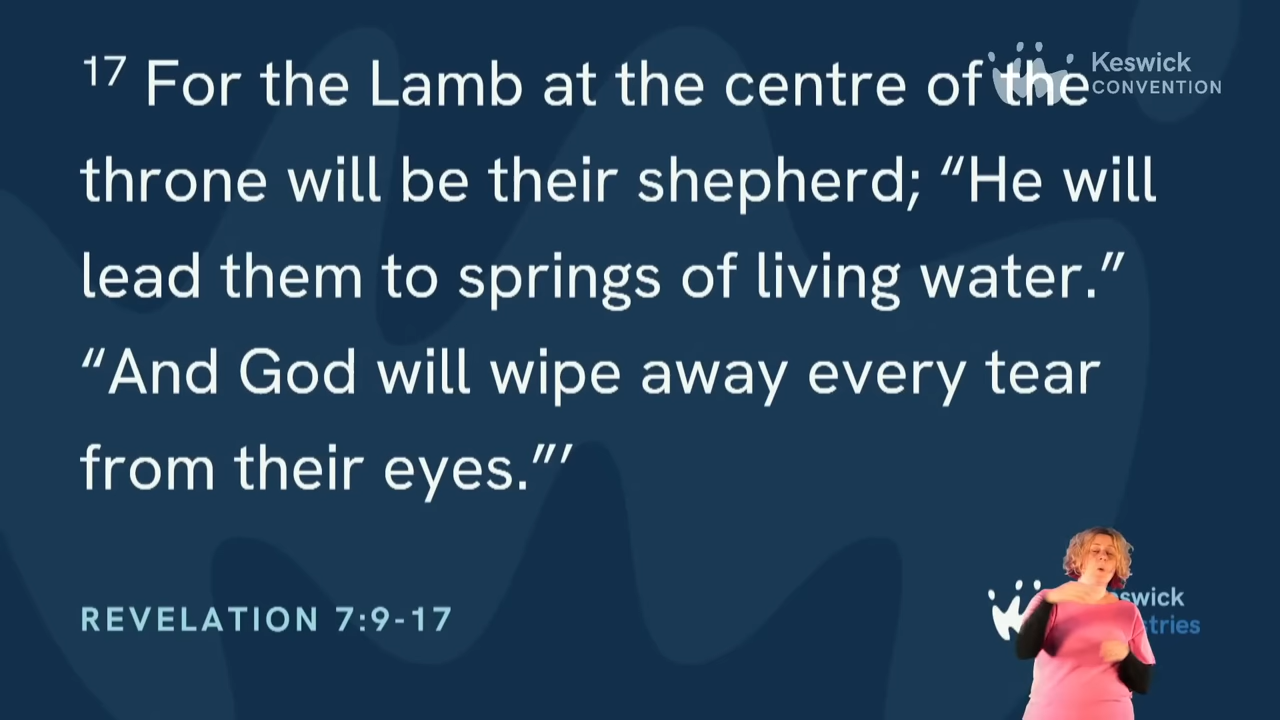 17 For the Lamb at the centre of the
throne will be their shepherd; “He will
lead them to springs of living water.”
“And God will wipe away every tear
from their eyes.”’
Keswick
CONVENTION
REVELATION 7:9-17